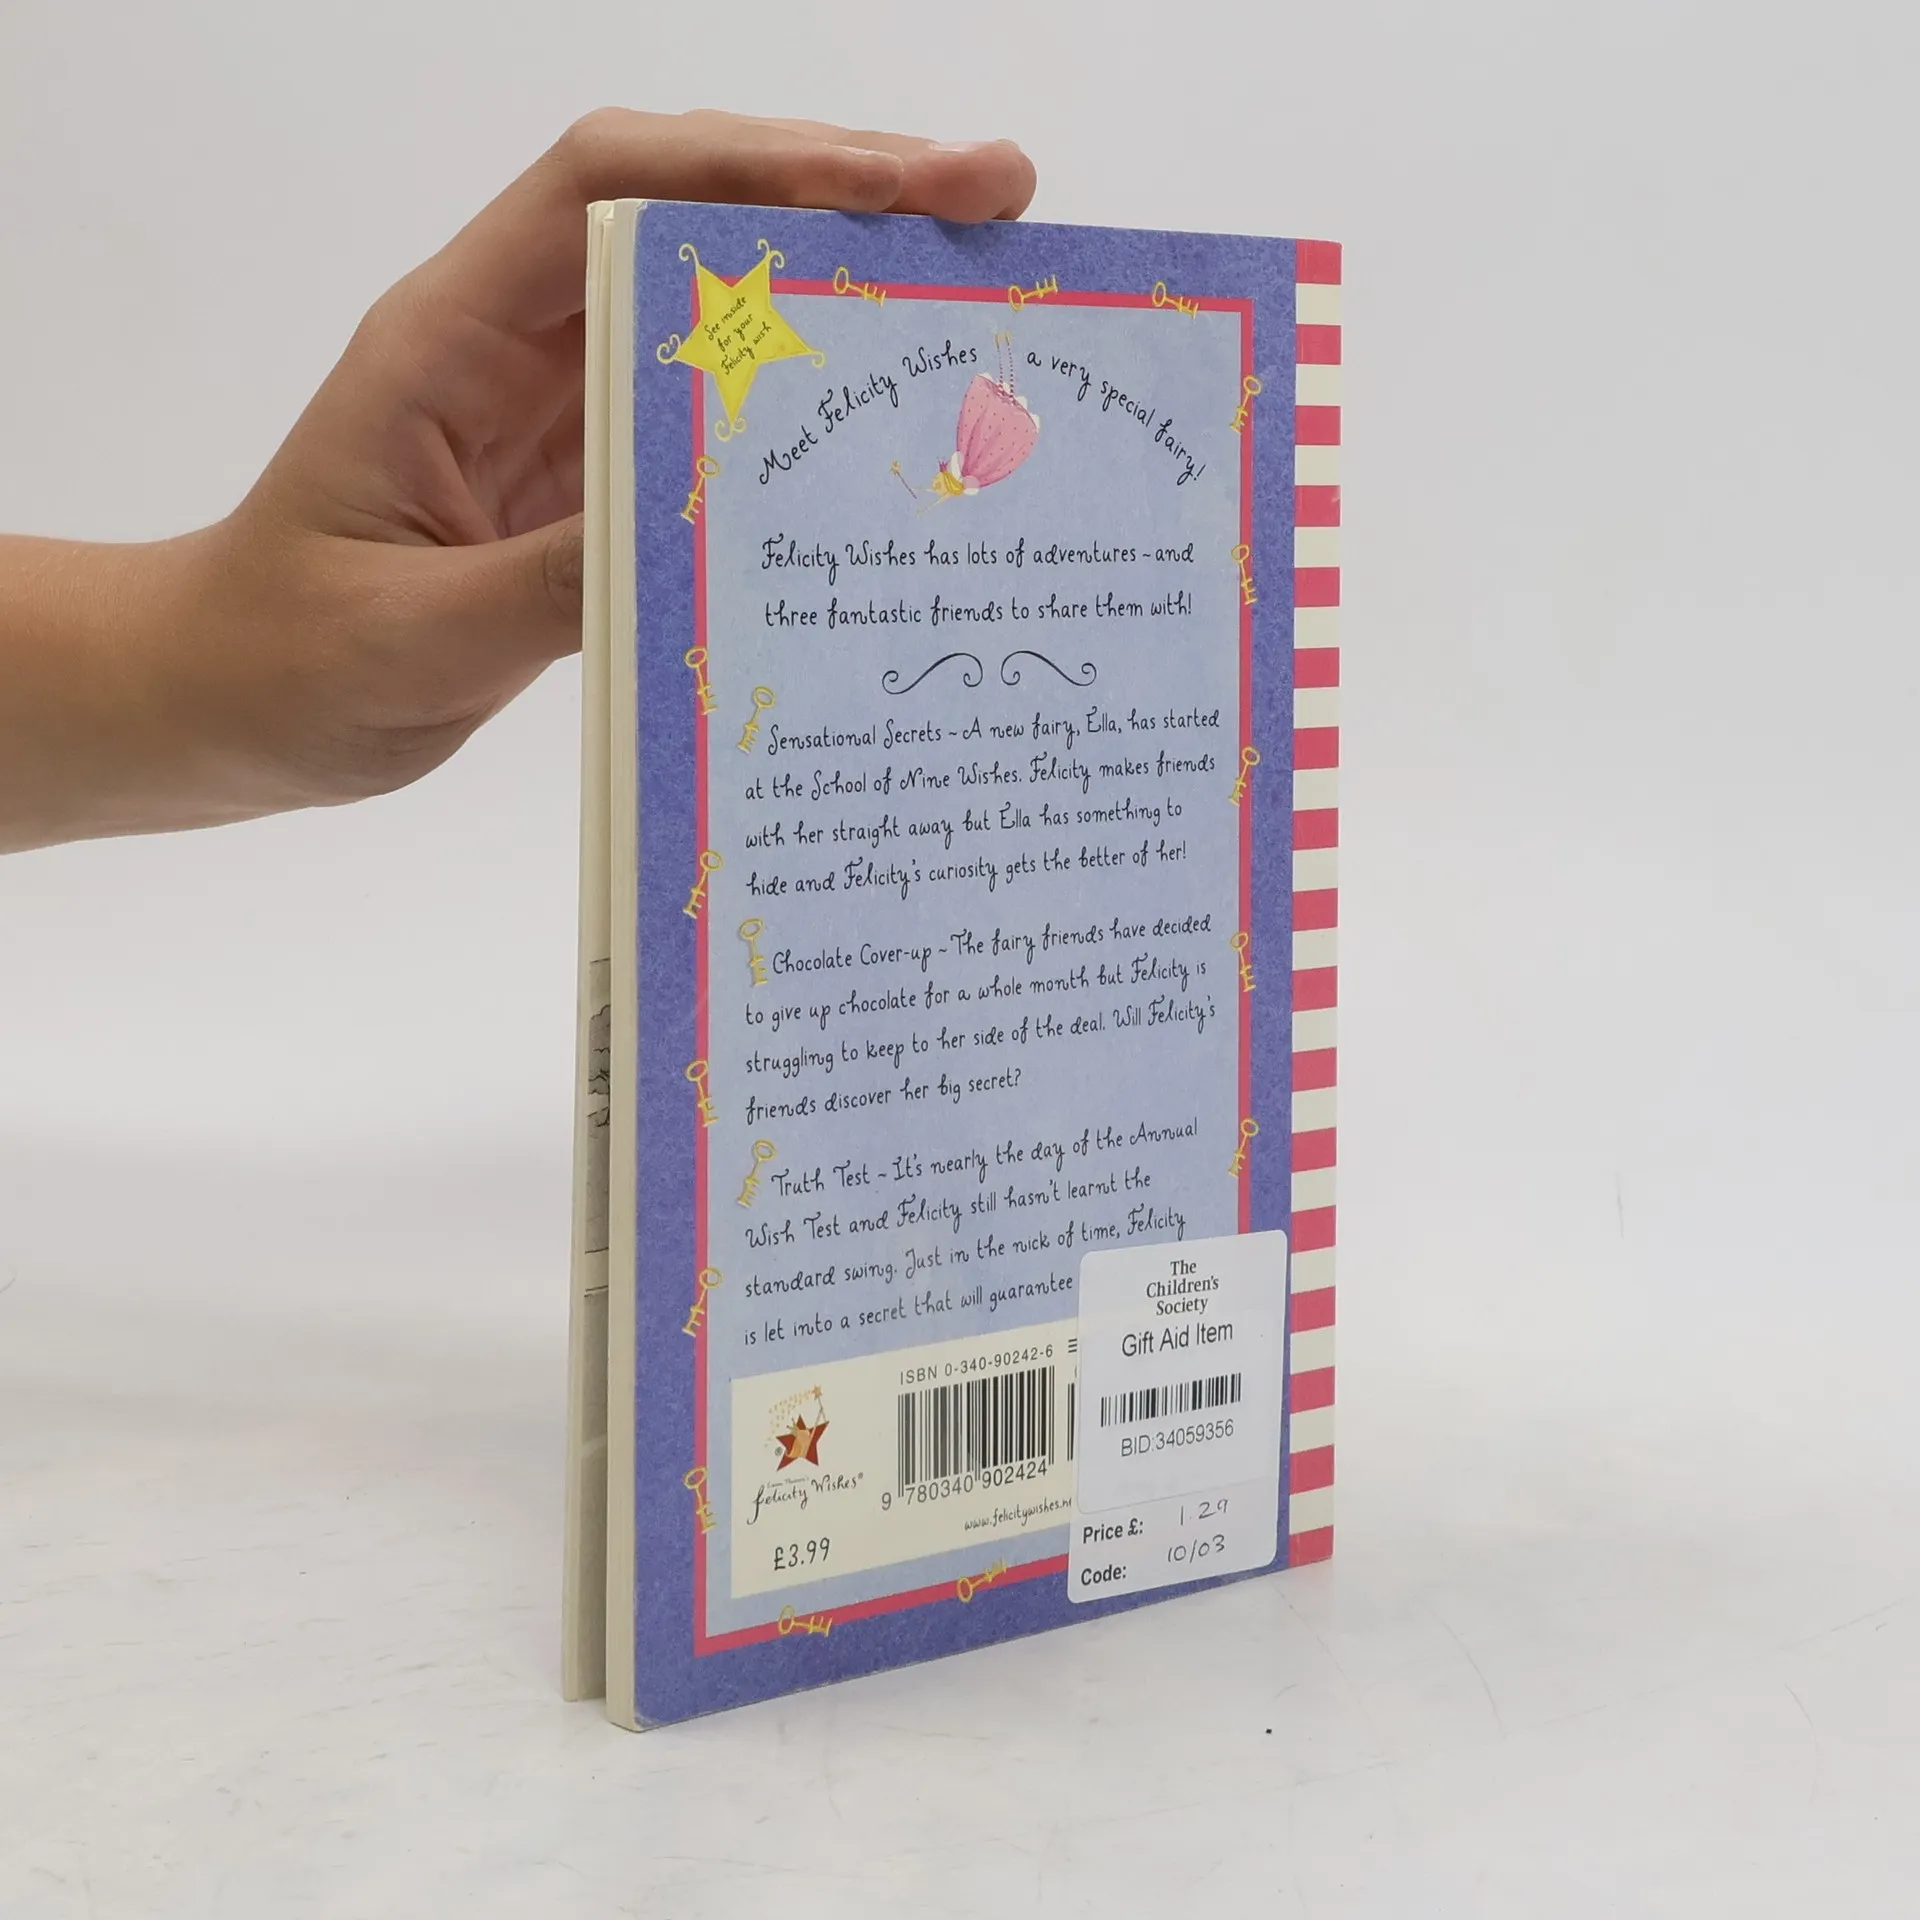 See inside
for your
Felicity wish
Meet Felicity Wishes a very special fairy!
Felicity Wishes has lots of adventures ~ and
three fantastic friends to share them with!
Sensational Secrets ~ A new fairy, Ella, has started
at the School of Nine Wishes. Felicity makes friends
with her straight away but Ella has something to
hide and Felicity's curiosity gets the better of her!
Chocolate Cover-up ~ The fairy friends have decided
to give up chocolate for a whole month but Felicity is
struggling to keep to her side of the deal. Will Felicity's
friends discover her big secret?
Truth Test ~ It's nearly the day of the Annual
Wish Test and Felicity still hasn't learnt the
standard swing. Just in the nick of time, Felicity
is let into a secret that will guarantee
ISBN 0-340-90242-6
9 780340 902424
www.felicitywishes.ne
Emma Thomson's
Felicity Wishes®
£3.99
The
Children's
Society
Gift Aid Item
BID:34059356
Price £: 1.29
Code: 10/03